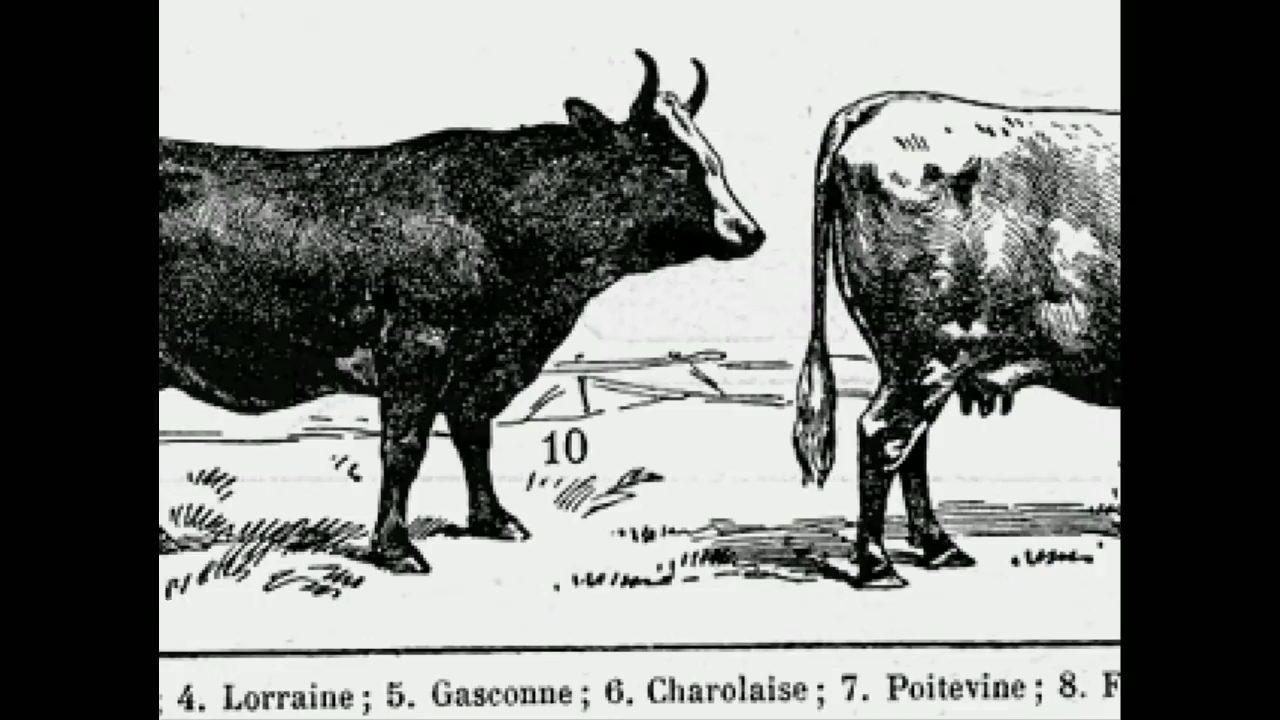 10
; 4. Lorraine ; 5. Gasconne ; 6. Charolaise ; 7. Poitevine ; 8. F